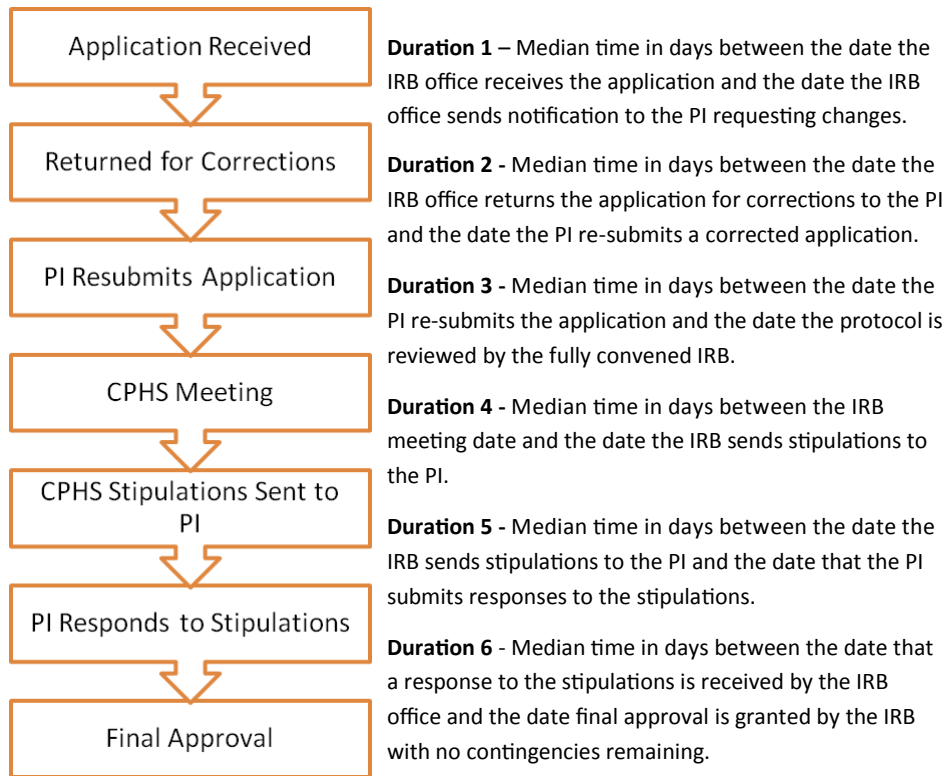 Application Received
Returned for Corrections
PI Resubmits Application
CPHS Meeting
CPHS Stipulations Sent to
PI
PI Responds to Stipulations
Final Approval
Duration 1 – Median time in days between the date the
IRB office receives the application and the date the IRB
office sends notification to the PI requesting changes.
Duration 2 - Median time in days between the date the
IRB office returns the application for corrections to the PI
and the date the PI re-submits a corrected application.
Duration 3 - Median time in days between the date the
PI re-submits the application and the date the protocol is
reviewed by the fully convened IRB.
Duration 4 - Median time in days between the IRB
meeting date and the date the IRB sends stipulations to
the PI.
Duration 5 - Median time in days between the date the
IRB sends stipulations to the PI and the date that the PI
submits responses to the stipulations.
Duration 6 - Median time in days between the date that
a response to the stipulations is received by the IRB
office and the date final approval is granted by the IRB
with no contingencies remaining.